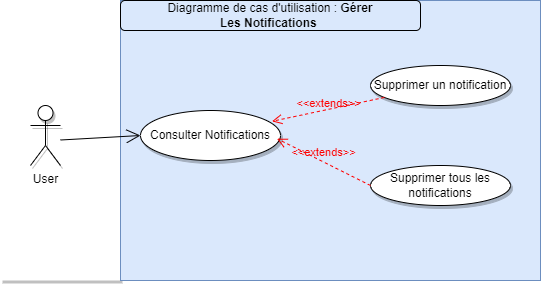 Diagramme de cas d'utilisation : Gérer
Les Notifications
Supprimer un notification
<<extends>>
Consulter Notifications
<<extends>>
User
Supprimer tous les
notifications